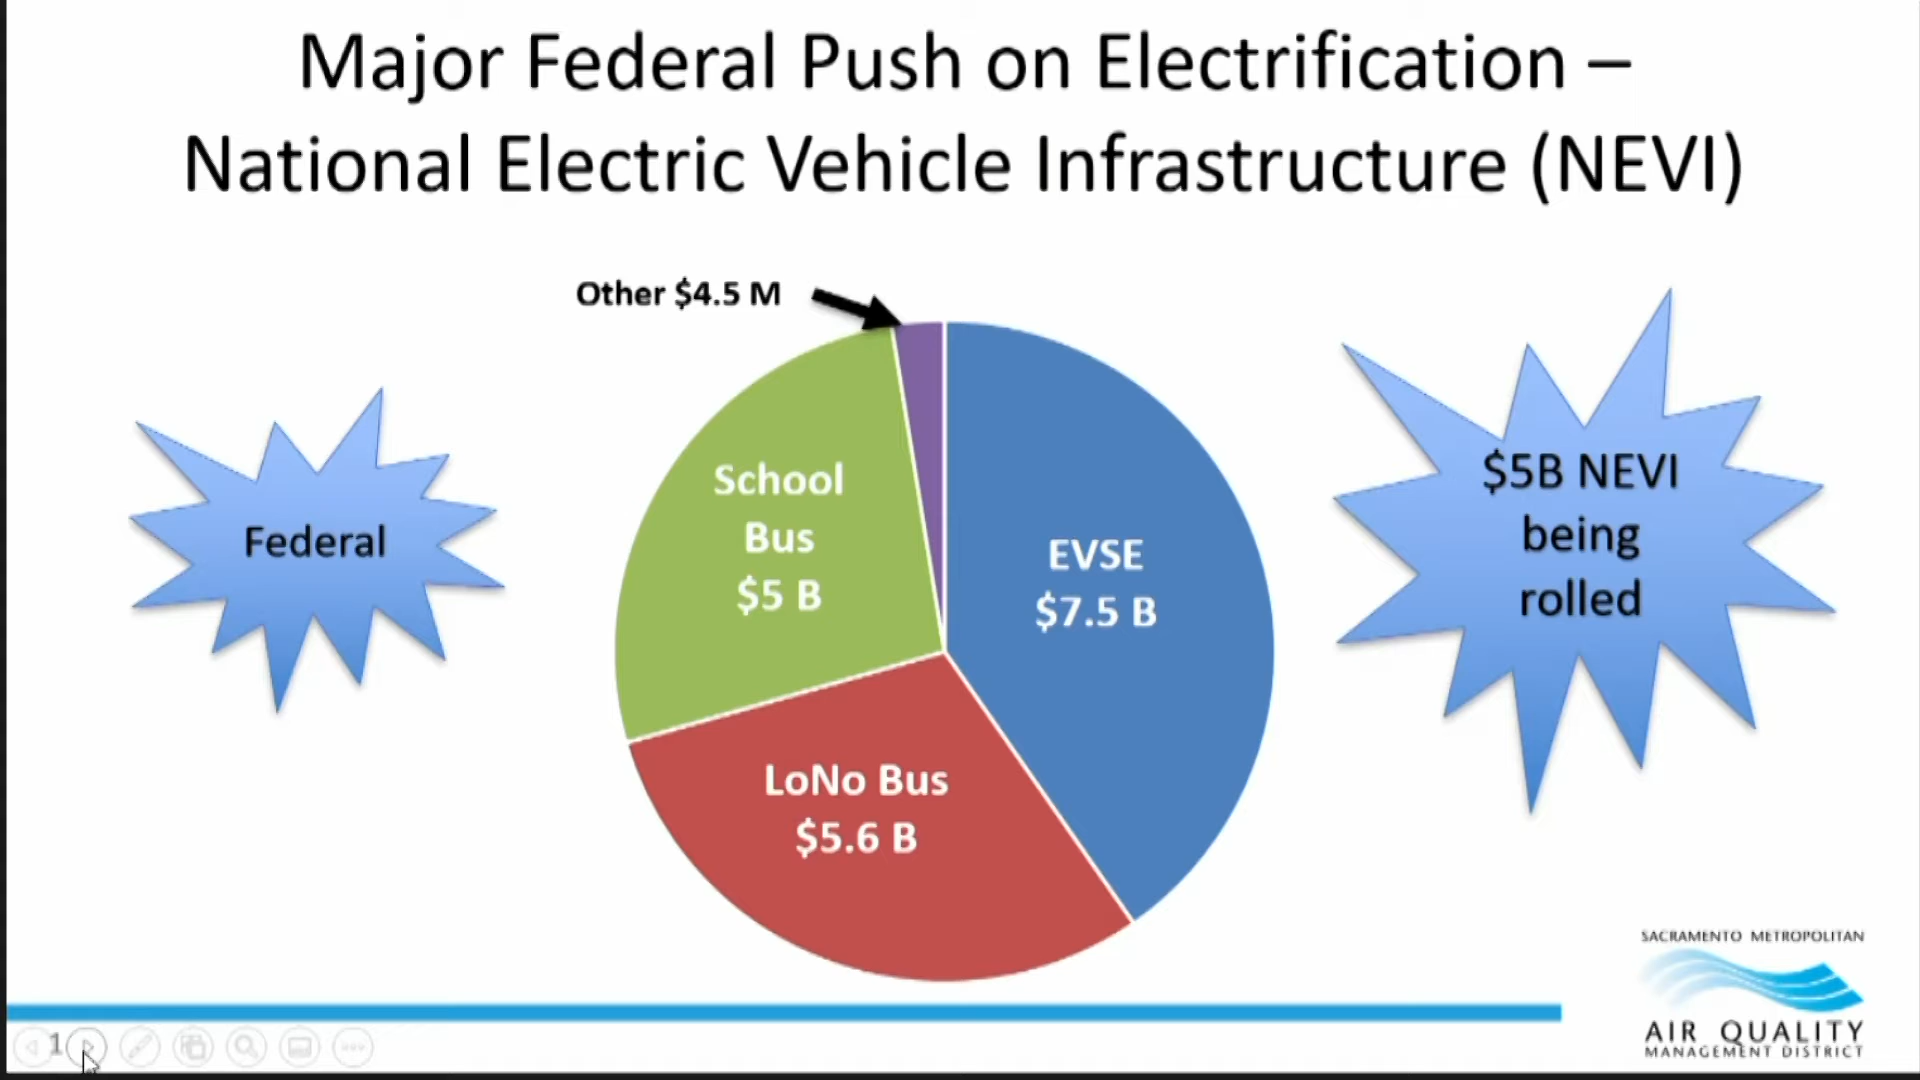 Major Federal Push on Electrification –
National Electric Vehicle Infrastructure (NEVI)
Other $4.5 M
School
Bus
$5 B
EVSE
$7.5 B
LoNo Bus
$5.6 B
Federal
$5B NEVI
being
rolled
SACRAMENTO METROPOLITAN
AIR QUALITY
MANAGEMENT DISTRICT
1